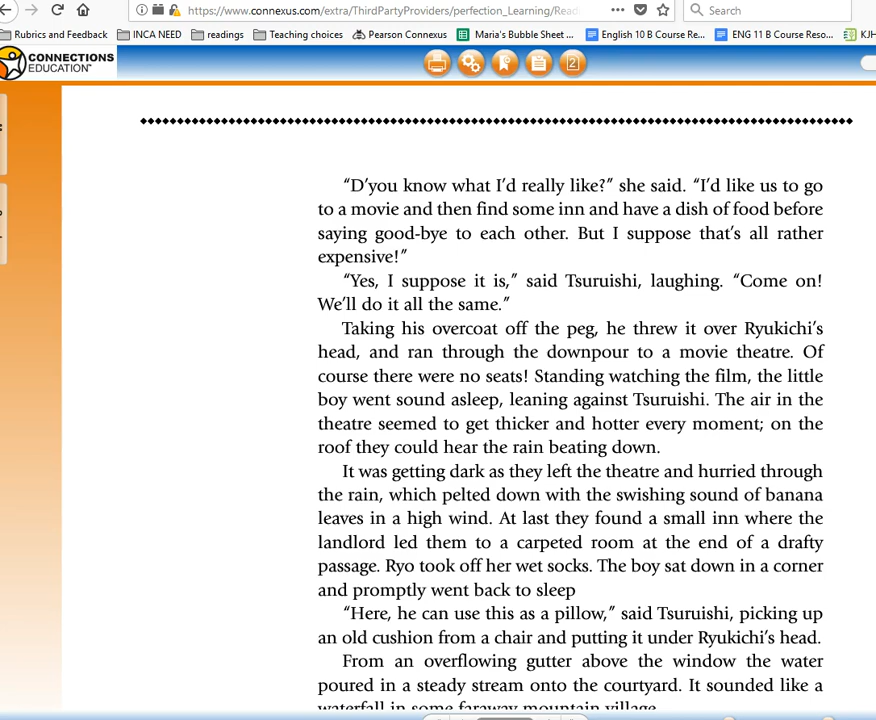 https://www.connexus.com/extra/ThirdPartyProviders/perfection_Learning/Read
Search
Rubrics and Feedback
INCA NEED
readings
Teaching choices
Pearson Connexus
Maria's Bubble Sheet ...
English 10 B Course Re...
ENG 11 B Course Reso...
KJH
CONNECTIONS
EDUCATION™
2
“D’you know what I’d really like?” she said. “I’d like us to go
to a movie and then find some inn and have a dish of food before
saying good-bye to each other. But I suppose that’s all rather
expensive!”
“Yes, I suppose it is,” said Tsuruishi, laughing. “Come on!
We’ll do it all the same.”
Taking his overcoat off the peg, he threw it over Ryukichi’s
head, and ran through the downpour to a movie theatre. Of
course there were no seats! Standing watching the film, the little
boy went sound asleep, leaning against Tsuruishi. The air in the
theatre seemed to get thicker and hotter every moment; on the
roof they could hear the rain beating down.
It was getting dark as they left the theatre and hurried through
the rain, which pelted down with the swishing sound of banana
leaves in a high wind. At last they found a small inn where the
landlord led them to a carpeted room at the end of a drafty
passage. Ryo took off her wet socks. The boy sat down in a corner
and promptly went back to sleep
“Here, he can use this as a pillow,” said Tsuruishi, picking up
an old cushion from a chair and putting it under Ryukichi’s head.
From an overflowing gutter above the window the water
poured in a steady stream onto the courtyard. It sounded like a
waterfall in some faraway mountain village.